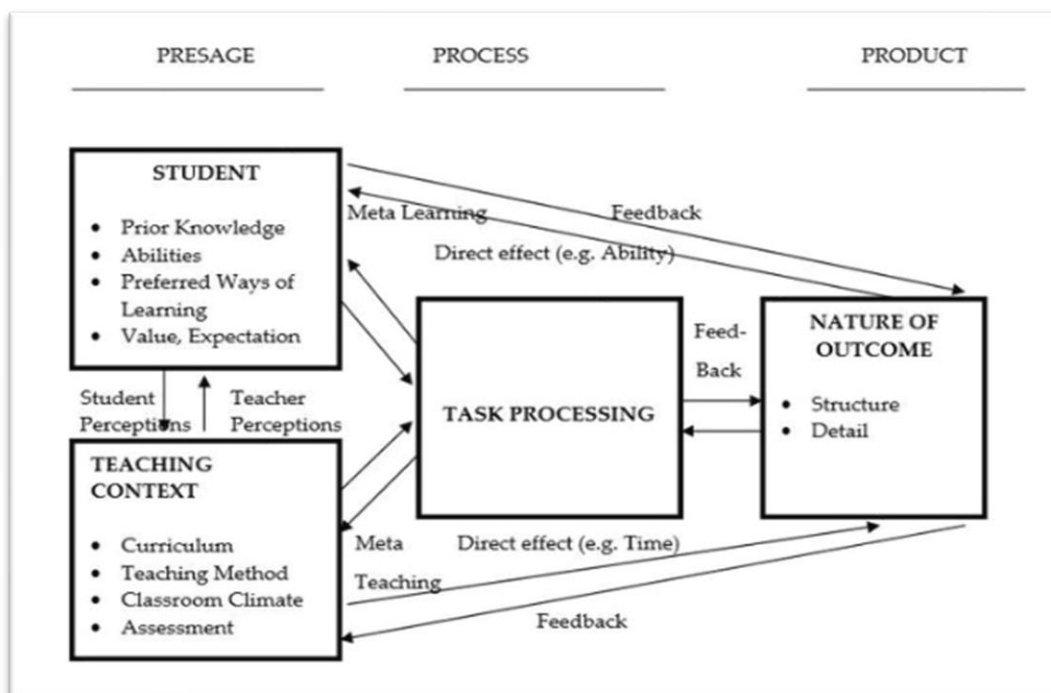 PRESAGE
PROCESS
PRODUCT
STUDENT
• Prior Knowledge
• Abilities
• Preferred Ways of
Learning
• Value, Expectation
Meta Learning
Feedback
Direct effect (e.g. Ability)
Student
Perceptions
Teacher
Perceptions
TASK PROCESSING
Feed-
Back
NATURE OF
OUTCOME
• Structure
• Detail
TEACHING
CONTEXT
• Curriculum
• Teaching Method
• Classroom Climate
• Assessment
Meta
Teaching
Direct effect (e.g. Time)
Feedback